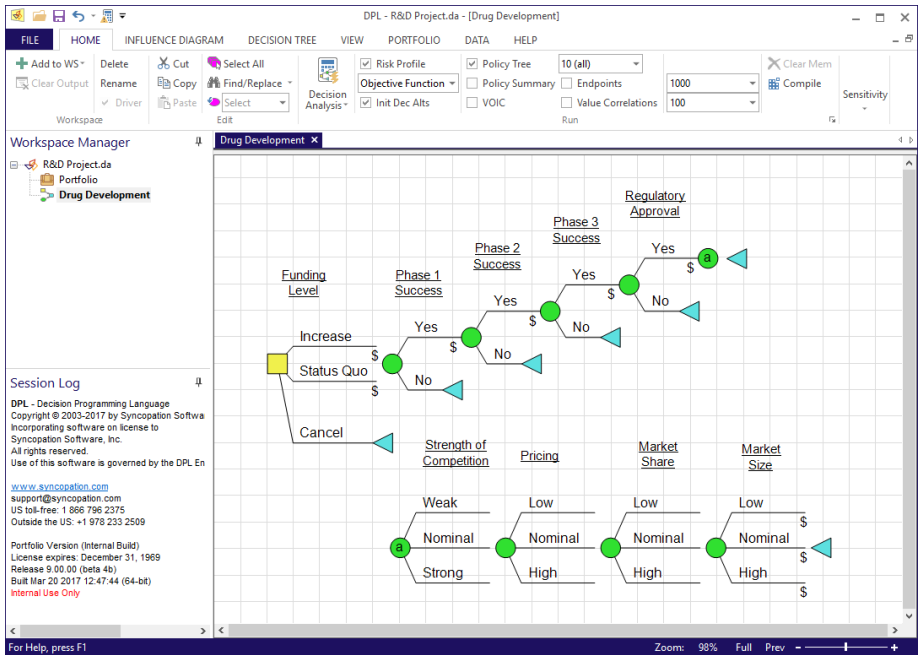 DPL - R&D Project.da - [Drug Development]
FILE HOME INFLUENCE DIAGRAM DECISION TREE VIEW PORTFOLIO DATA HELP
Add to WS Delete Cut Select All Risk Profile Policy Tree 10 (all) Clear Mem
Clear Output Rename Copy Find/Replace Objective Function Policy Summary Endpoints 1000 Compile
Driver Paste Select Decision Analysis Init Dec Alts VOIC Value Correlations 100 Sensitivity
Workspace Edit Run
Workspace Manager
R&D Project.da
Portfolio
Drug Development
Session Log
DPL - Decision Programming Language
Copyright © 2003-2017 by Syncopation Softwa
Incorporating software on license to
Syncopation Software, Inc.
All rights reserved.
Use of this software is governed by the DPL En
www.syncopation.com
support@syncopation.com
US toll-free: 1 866 796 2375
Outside the US: +1 978 233 2509
Portfolio Version (Internal Build)
License expires: December 31, 1969
Release 9.00.00 (beta 4b)
Built Mar 20 2017 12:47:44 (64-bit)
Internal Use Only
Drug Development
Regulatory
Approval
Phase 3
Success
Phase 2
Success
Phase 1
Success
Funding
Level
Yes a
$
Yes No
$
Yes No
$
Yes No
$
Increase
$
Status Quo No
$
Cancel
Strength of
Competition
Pricing
Market
Share
Market
Size
Weak Low Low Low
$
a Nominal Nominal Nominal Nominal
$
Strong High High High
$
For Help, press F1 Zoom: 98% Full Prev - +